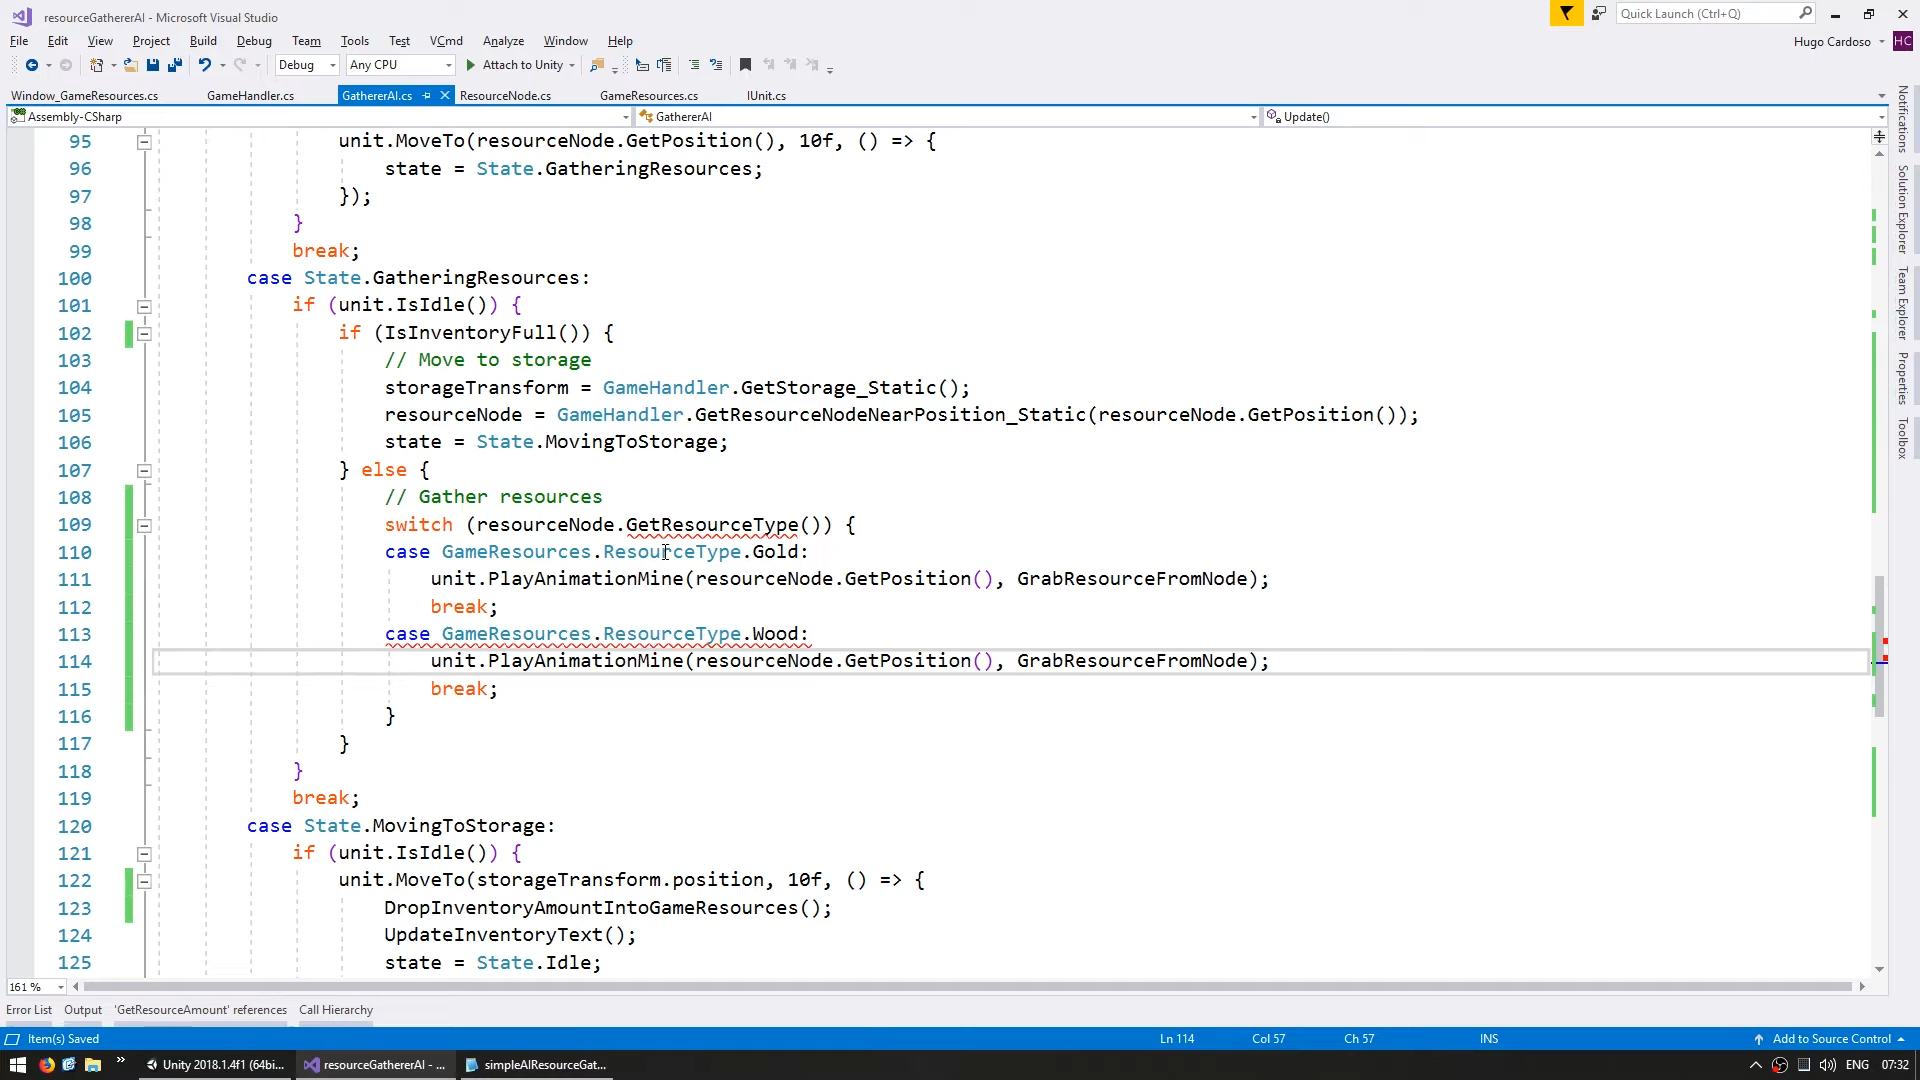 resourceGathererAI - Microsoft Visual Studio
Quick Launch (Ctrl+Q)
File Edit View Project Build Debug Team Tools Test VCmd Analyze Window Help
Hugo Cardoso HC
Debug Any CPU Attach to Unity
Window_GameResources.cs GameHandler.cs GathererAI.cs ResourceNode.cs GameResources.cs IUnit.cs
Assembly-CSharp GathererAI Update()
95 unit.MoveTo(resourceNode.GetPosition(), 10f, () => {
96 state = State.GatheringResources;
97 });
98 }
99 break;
100 case State.GatheringResources:
101 if (unit.IsIdle()) {
102 if (IsInventoryFull()) {
103 // Move to storage
104 storageTransform = GameHandler.GetStorage_Static();
105 resourceNode = GameHandler.GetResourceNodeNearPosition_Static(resourceNode.GetPosition());
106 state = State.MovingToStorage;
107 } else {
108 // Gather resources
109 switch (resourceNode.GetResourceType()) {
110 case GameResources.ResourceType.Gold:
111 unit.PlayAnimationMine(resourceNode.GetPosition(), GrabResourceFromNode);
112 break;
113 case GameResources.ResourceType.Wood:
114 unit.PlayAnimationMine(resourceNode.GetPosition(), GrabResourceFromNode);
115 break;
116 }
117 }
118 }
119 break;
120 case State.MovingToStorage:
121 if (unit.IsIdle()) {
122 unit.MoveTo(storageTransform.position, 10f, () => {
123 DropInventoryAmountIntoGameResources();
124 UpdateInventoryText();
125 state = State.Idle;
Notifications
Solution Explorer
Team Explorer
Properties
Toolbox
161 %
Error List Output 'GetResourceAmount' references Call Hierarchy
Item(s) Saved Ln 114 Col 57 Ch 57 INS Add to Source Control
Unity 2018.1.4f1 (64bi... resourceGathererAI - ... simpleAIResourceGat... ENG 07:32